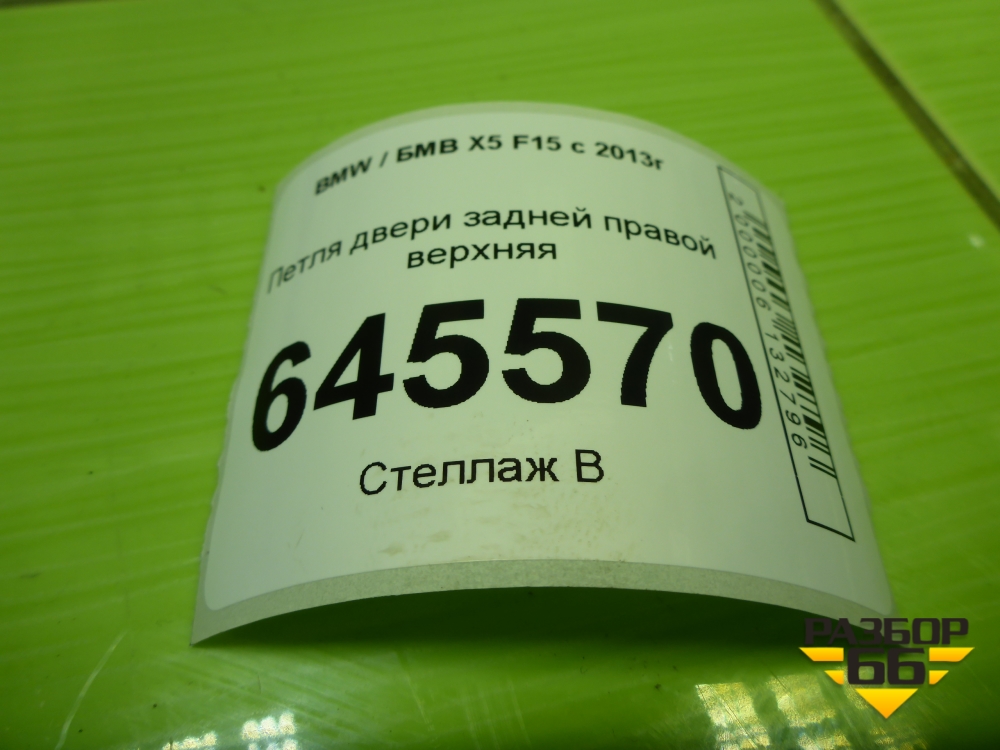 BMW / БМВ X5 F15 с 2013г
Петля двери задней правой
верхняя
645570
Стеллаж В
2000006132796
РАЗБОР
66